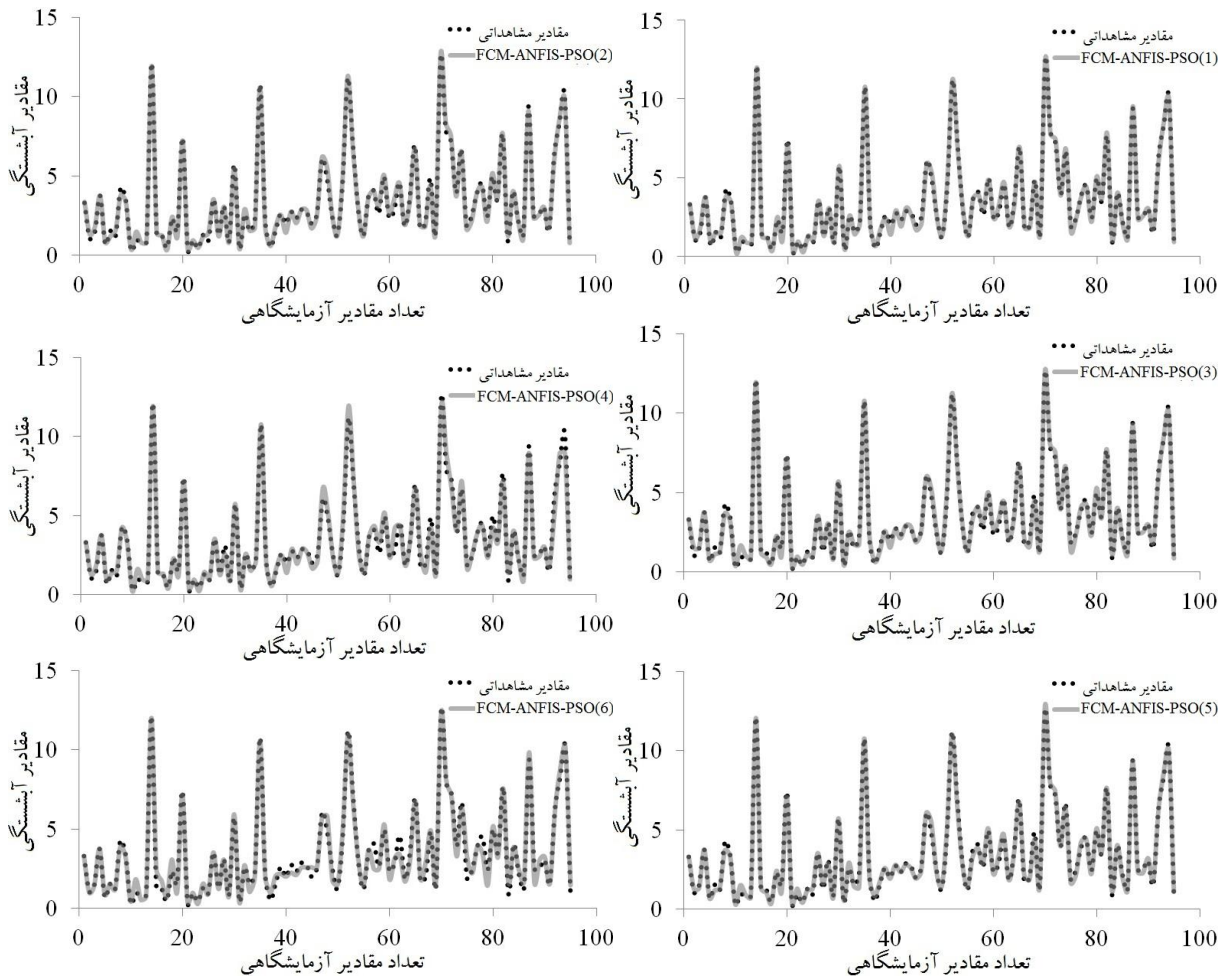 15
10
5
0
0 20 40 60 80 100
مقادیر آبشستگی
تعداد مقادیر آزمایشگاهی
مقادیر مشاهداتی
FCM-ANFIS-PSO(2)
15
10
5
0
0 20 40 60 80 100
مقادیر آبشستگی
تعداد مقادیر آزمایشگاهی
مقادیر مشاهداتی
FCM-ANFIS-PSO(1)
15
10
5
0
0 20 40 60 80 100
مقادیر آبشستگی
تعداد مقادیر آزمایشگاهی
مقادیر مشاهداتی
FCM-ANFIS-PSO(4)
15
10
5
0
0 20 40 60 80 100
مقادیر آبشستگی
تعداد مقادیر آزمایشگاهی
مقادیر مشاهداتی
FCM-ANFIS-PSO(3)
15
10
5
0
0 20 40 60 80 100
مقادیر آبشستگی
تعداد مقادیر آزمایشگاهی
مقادیر مشاهداتی
FCM-ANFIS-PSO(6)
15
10
5
0
0 20 40 60 80 100
مقادیر آبشستگی
تعداد مقادیر آزمایشگاهی
مقادیر مشاهداتی
FCM-ANFIS-PSO(5)